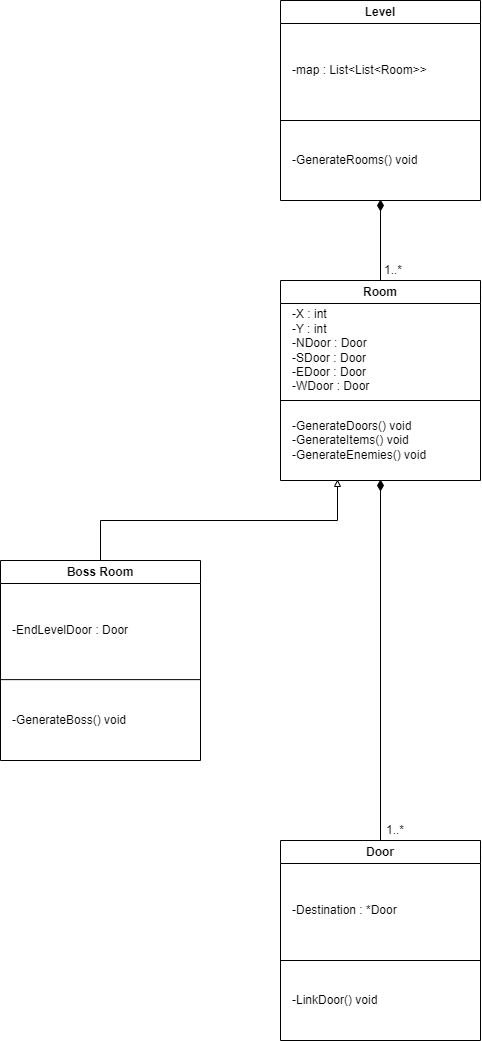 Level
-map : List<List<Room>>
-GenerateRooms() void
1..*
Room
-X : int
-Y : int
-NDoor : Door
-SDoor : Door
-EDoor : Door
-WDoor : Door
-GenerateDoors() void
-GenerateItems() void
-GenerateEnemies() void
Boss Room
-EndLevelDoor : Door
-GenerateBoss() void
1..*
Door
-Destination : *Door
-LinkDoor() void